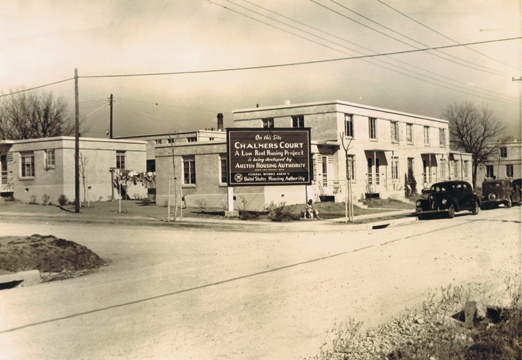 On this Site
CHALMERS COURT
A Low Rent Housing Project
is being developed by
AUSTIN HOUSING AUTHORITY
United States Housing Authority